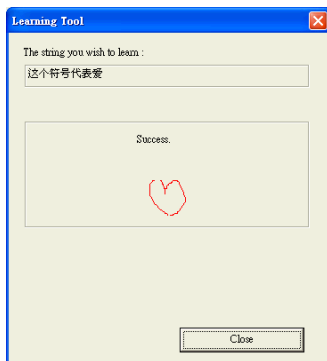 Learning Tool
The string you wish to learn :
这个符号代表爱
Success.
Close